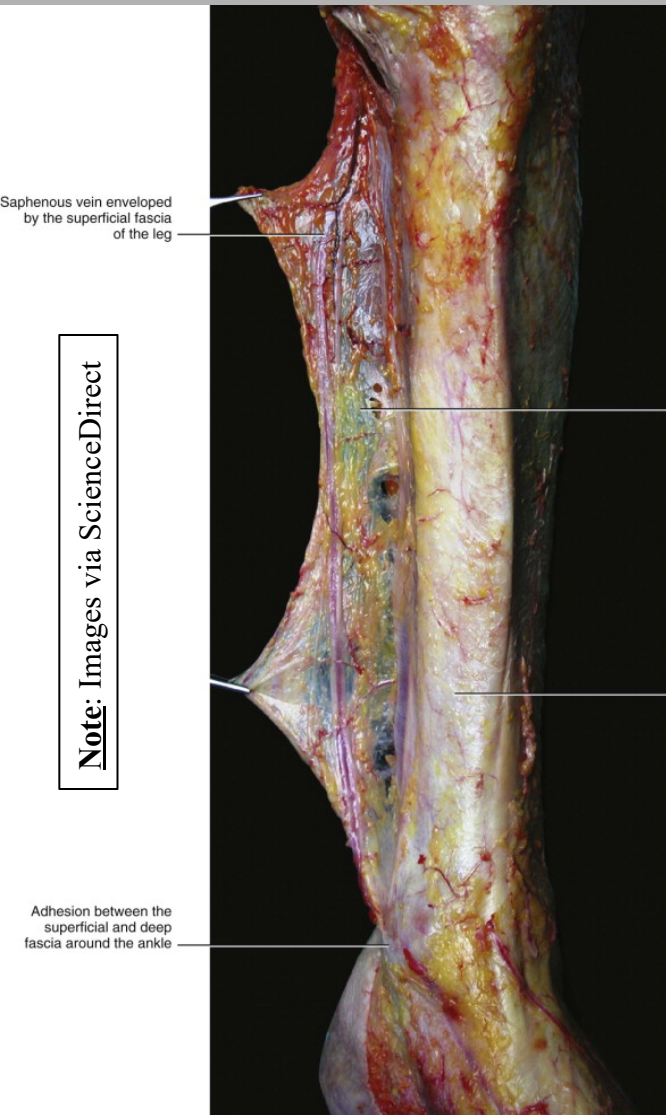 Saphenous vein enveloped
by the superficial fascia
of the leg
Note: Images via ScienceDirect
Adhesion between the
superficial and deep
fascia around the ankle